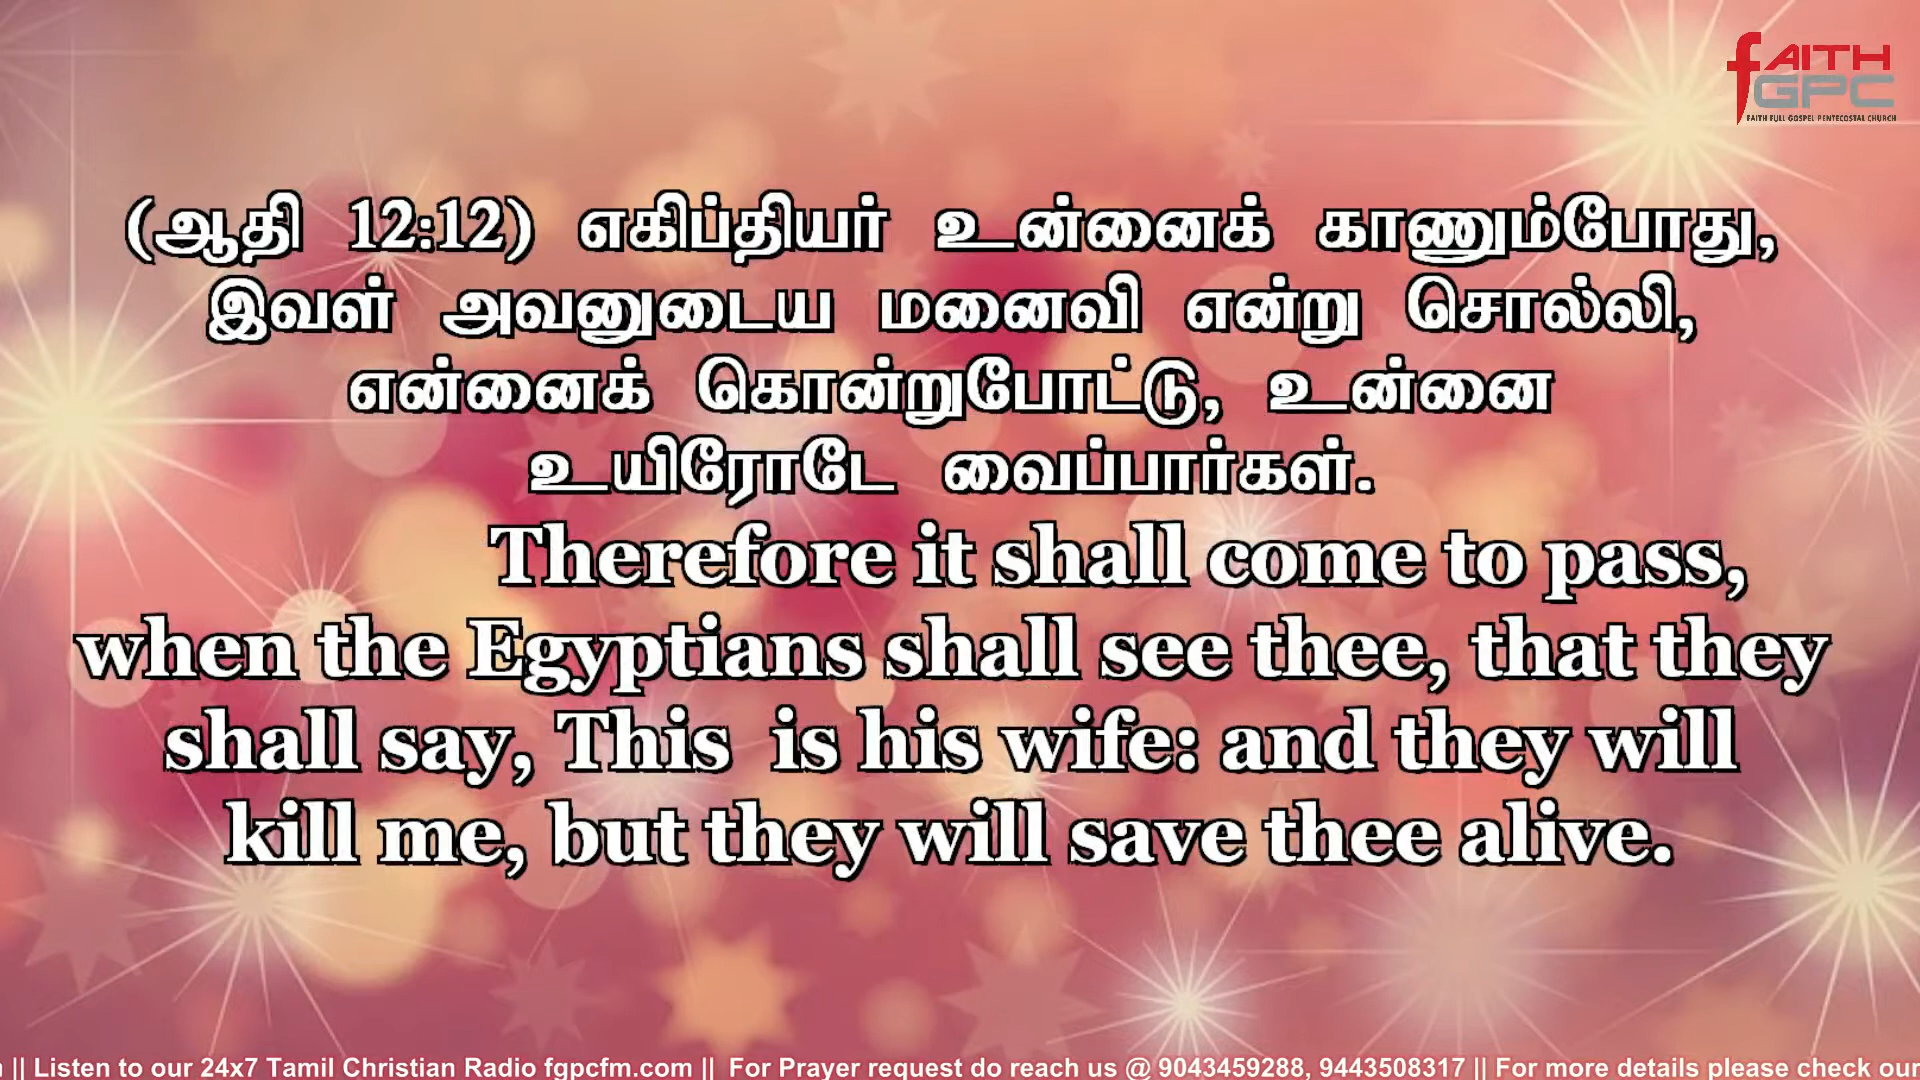 fAITH
GPC
FAITH FULL GOSPEL PENTECOSTAL CHURCH
(ஆதி 12:12) எகிப்தியர் உன்னைக் காணும்போது,
இவள் அவனுடைய மனைவி என்று சொல்லி,
என்னைக் கொன்றுபோட்டு, உன்னை
உயிரோடே வைப்பார்கள்.
Therefore it shall come to pass,
when the Egyptians shall see thee, that they
shall say, This is his wife: and they will
kill me, but they will save thee alive.
|| Listen to our 24x7 Tamil Christian Radio fgpcfm.com || For Prayer request do reach us @ 9043459288, 9443508317 || For more details please check our